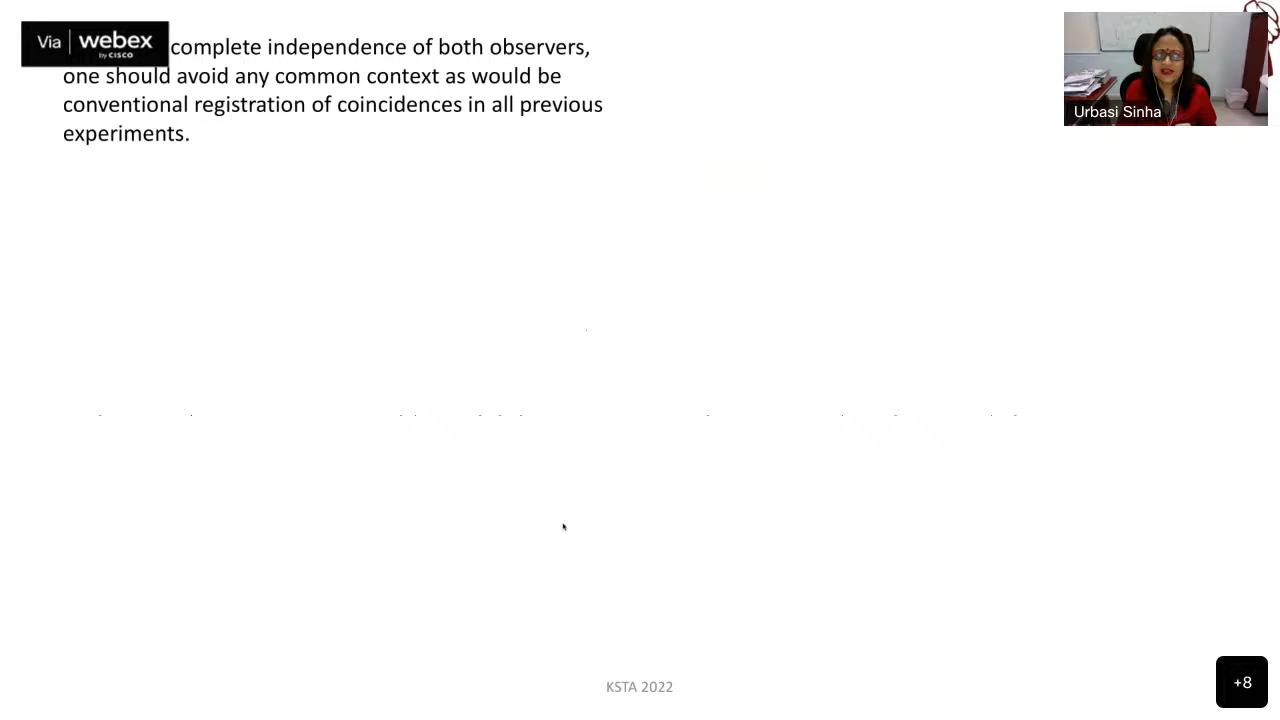 Via webex
by CISCO
complete independence of both observers,
one should avoid any common context as would be
conventional registration of coincidences in all previous
experiments.
Urbasi Sinha
KSTA 2022
+8